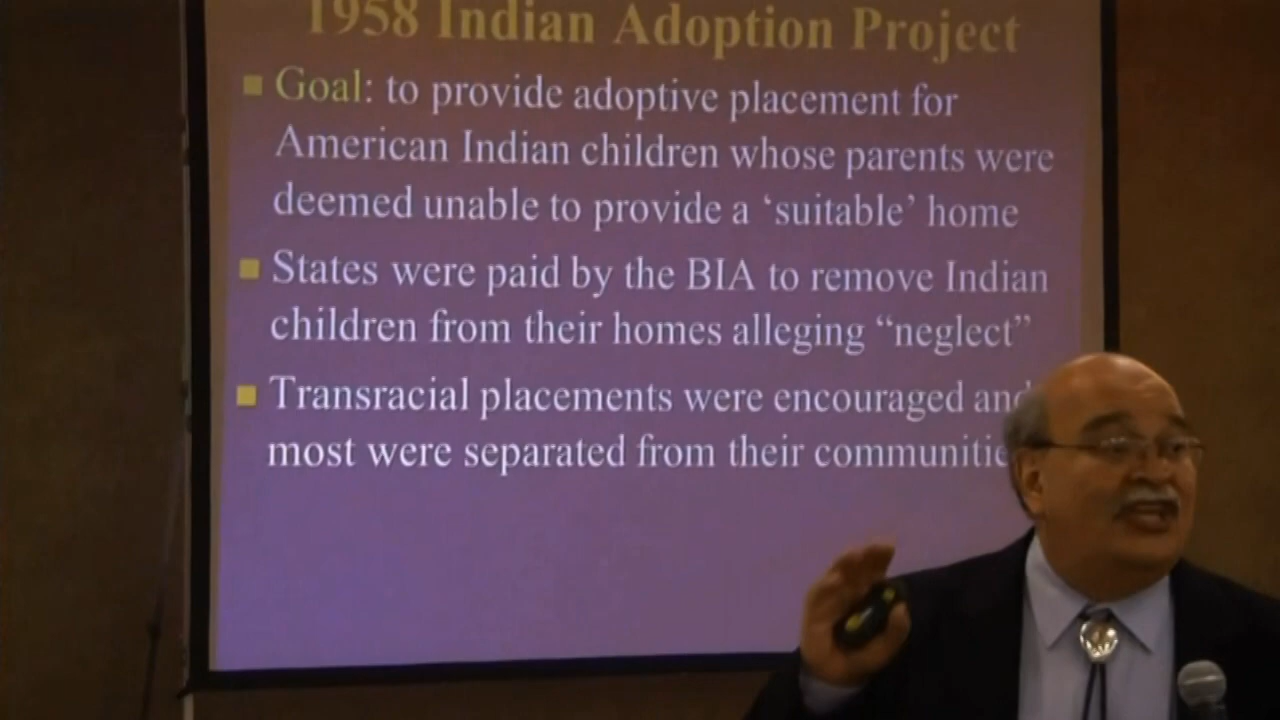 1958 Indian Adoption Project
Goal: to provide adoptive placement for
American Indian children whose parents were
deemed unable to provide a ‘suitable’ home
States were paid by the BIA to remove Indian
children from their homes alleging “neglect”
Transracial placements were encouraged and
most were separated from their communitie